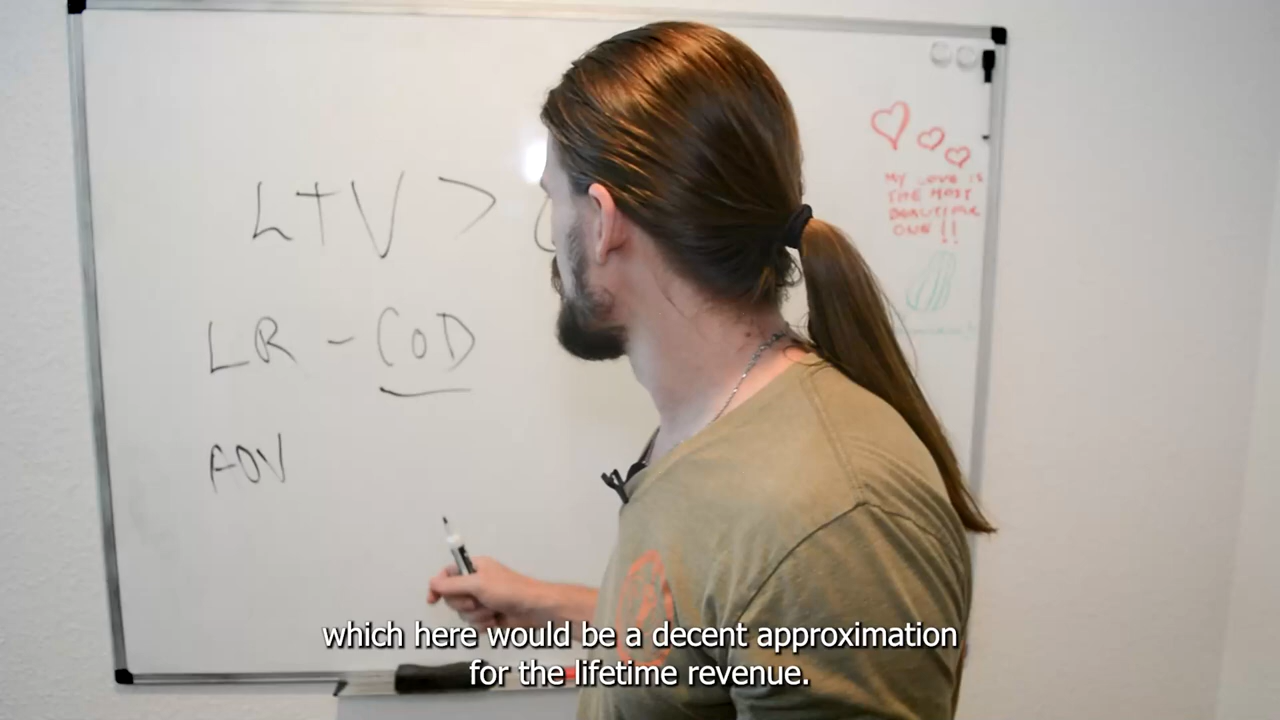 LTV >
LR - COD
AOV
MY LOVE IS
THE MOST
BEAUTIFUL
ONE!!
which here would be a decent approximation
for the lifetime revenue.